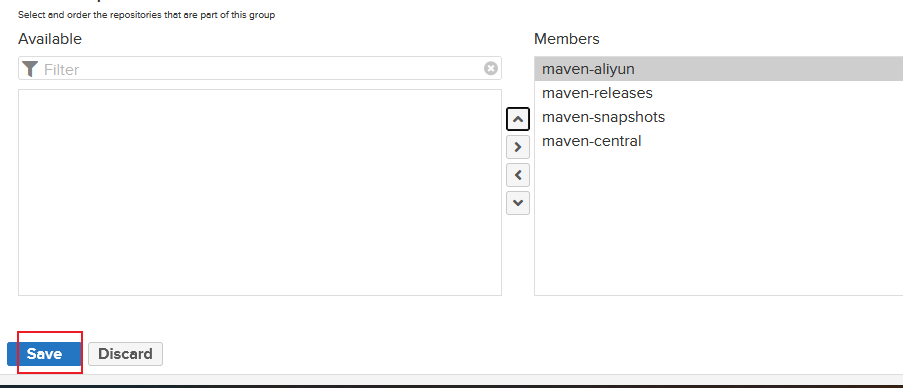 Select and order the repositories that are part of this group
Available
Members
Filter
maven-aliyun
maven-releases
maven-snapshots
maven-central
Save
Discard